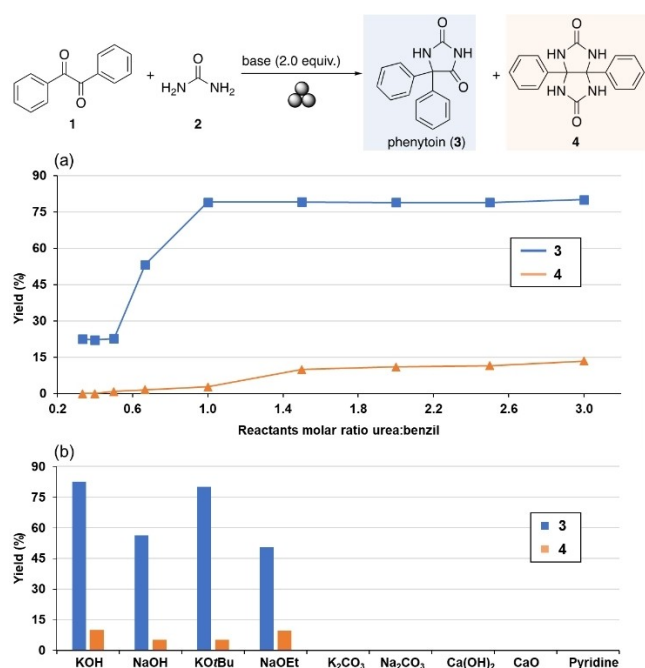 O
O
1
+
O
H₂N NH₂
2
base (2.0 equiv.)
O
HN NH
O
phenytoin (3)
+
O
HN NH
HN NH
O
4
(a)
90
75
60
45
30
15
0
Yield (%)
3
4
0.2 0.6 1.0 1.4 1.8 2.2 2.6 3.0
Reactants molar ratio urea:benzil
(b)
90
75
60
45
30
15
0
Yield (%)
3
4
KOH NaOH KOtBu NaOEt K₂CO₃ Na₂CO₃ Ca(OH)₂ CaO Pyridine